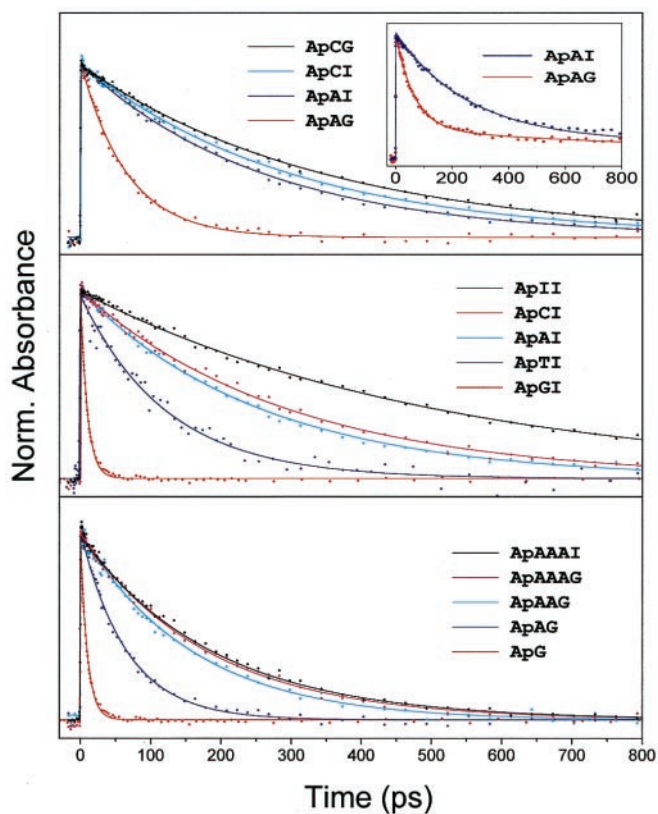 Norm. Absorbance
ApCG
ApCI
ApAI
ApAG
ApAI
ApAG
0 200 400 600 800
ApII
ApCI
ApAI
ApTI
ApGI
ApAAAI
ApAAAG
ApAAG
ApAG
ApG
0 100 200 300 400 500 600 700 800
Time (ps)